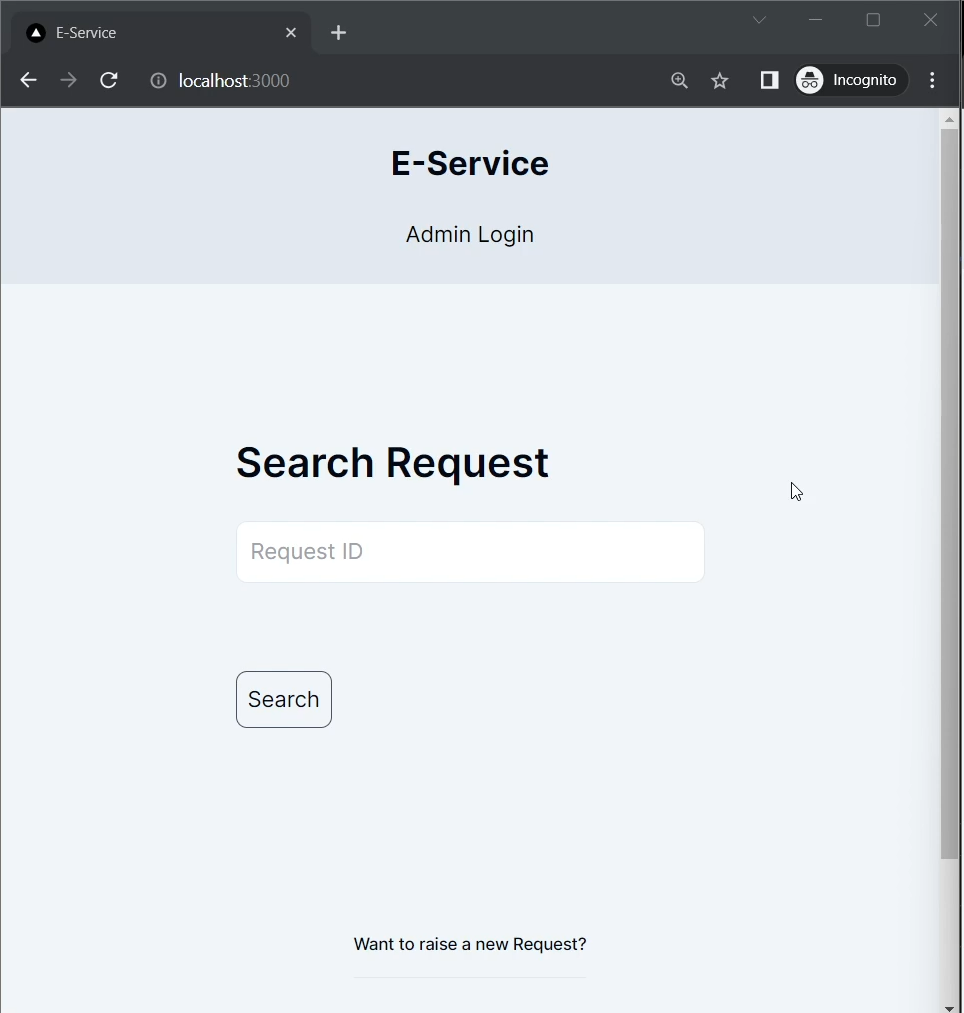 E-Service
localhost:3000
Incognito
E-Service
Admin Login
Search Request
Request ID
Search
Want to raise a new Request?